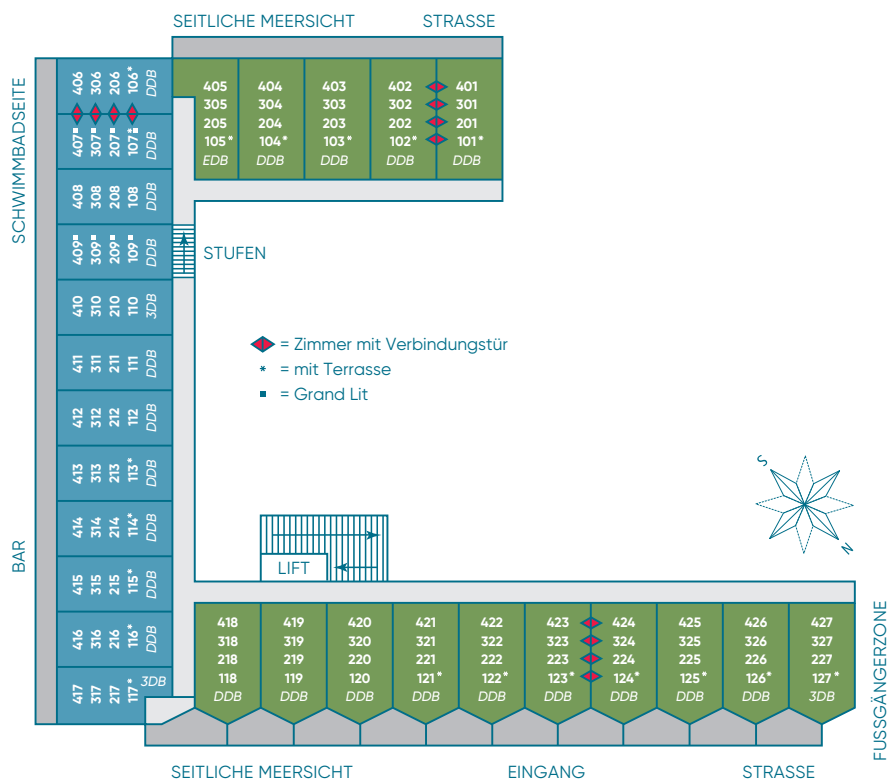 SEITLICHE MEERSICHT
STRASSE
405 404 403 402 401
305 304 303 302 301
205 204 203 202 201
105* 104* 103* 102* 101*
EDB DDB DDB DDB DDB
SCHWIMMBADSEITE
BAR
406 306 206 106* DDB
407■ 307■ 207■ 107*■ DDB
408 308 208 108 DDB
409■ 309■ 209■ 109■ DDB
410 310 210 110 3DB
411 311 211 111 DDB
412 312 212 112 DDB
413 313 213 113* DDB
414 314 214 114* DDB
415 315 215 115* DDB
416 316 216 116* DDB
417 317 217 117* 3DB
STUFEN
= Zimmer mit Verbindungstür
* = mit Terrasse
■ = Grand Lit
S
N
LIFT
418 419 420 421 422 423 424 425 426 427
318 319 320 321 322 323 324 325 326 327
218 219 220 221 222 223 224 225 226 227
118 119 120 121* 122* 123* 124* 125* 126* 127*
DDB DDB DDB DDB DDB DDB DDB DDB DDB 3DB
FUSSGÄNGERZONE
SEITLICHE MEERSICHT
EINGANG
STRASSE